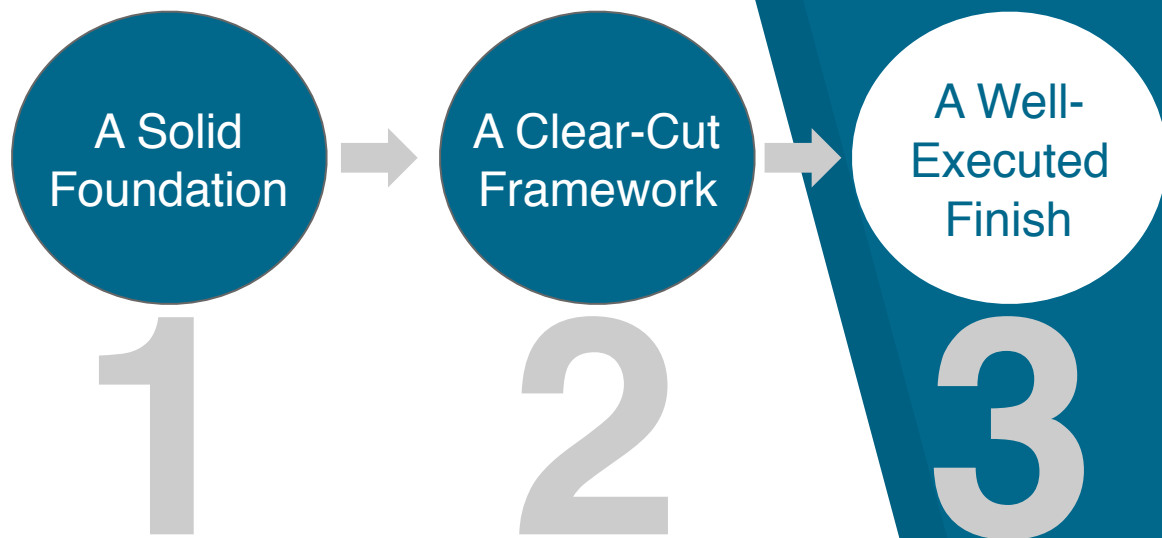 A Solid
Foundation
A Clear-Cut
Framework
A Well-
Executed
Finish
1
2
3